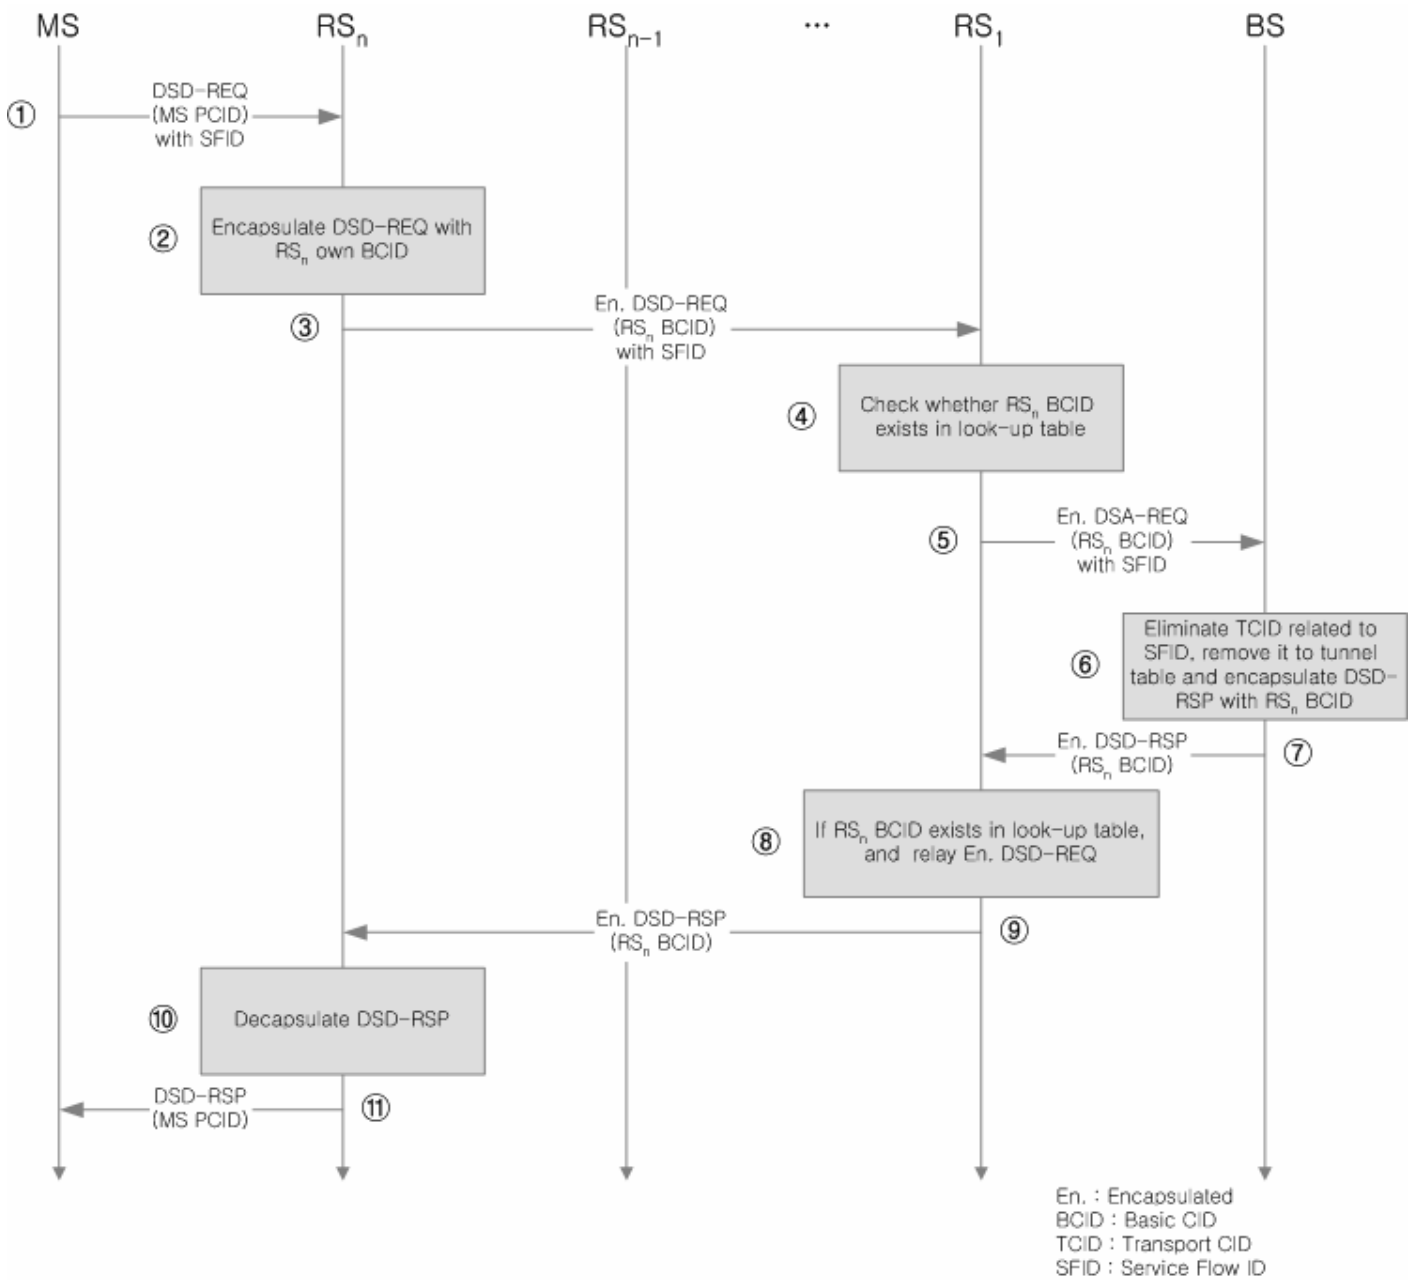 MS RSn RSn-1 ... RS1 BS
①
DSD-REQ
(MS PCID)
with SFID
②
Encapsulate DSD-REQ with
RSn own BCID
③
En. DSD-REQ
(RSn BCID)
with SFID
④
Check whether RSn BCID
exists in look-up table
⑤
En. DSA-REQ
(RSn BCID)
with SFID
⑥
Eliminate TCID related to
SFID, remove it to tunnel
table and encapsulate DSD-
RSP with RSn BCID
En. DSD-RSP
(RSn BCID)
⑦
⑧
If RSn BCID exists in look-up table,
and relay En. DSD-REQ
En. DSD-RSP
(RSn BCID)
⑨
⑩
Decapsulate DSD-RSP
DSD-RSP
(MS PCID)
⑪
En. : Encapsulated
BCID : Basic CID
TCID : Transport CID
SFID : Service Flow ID